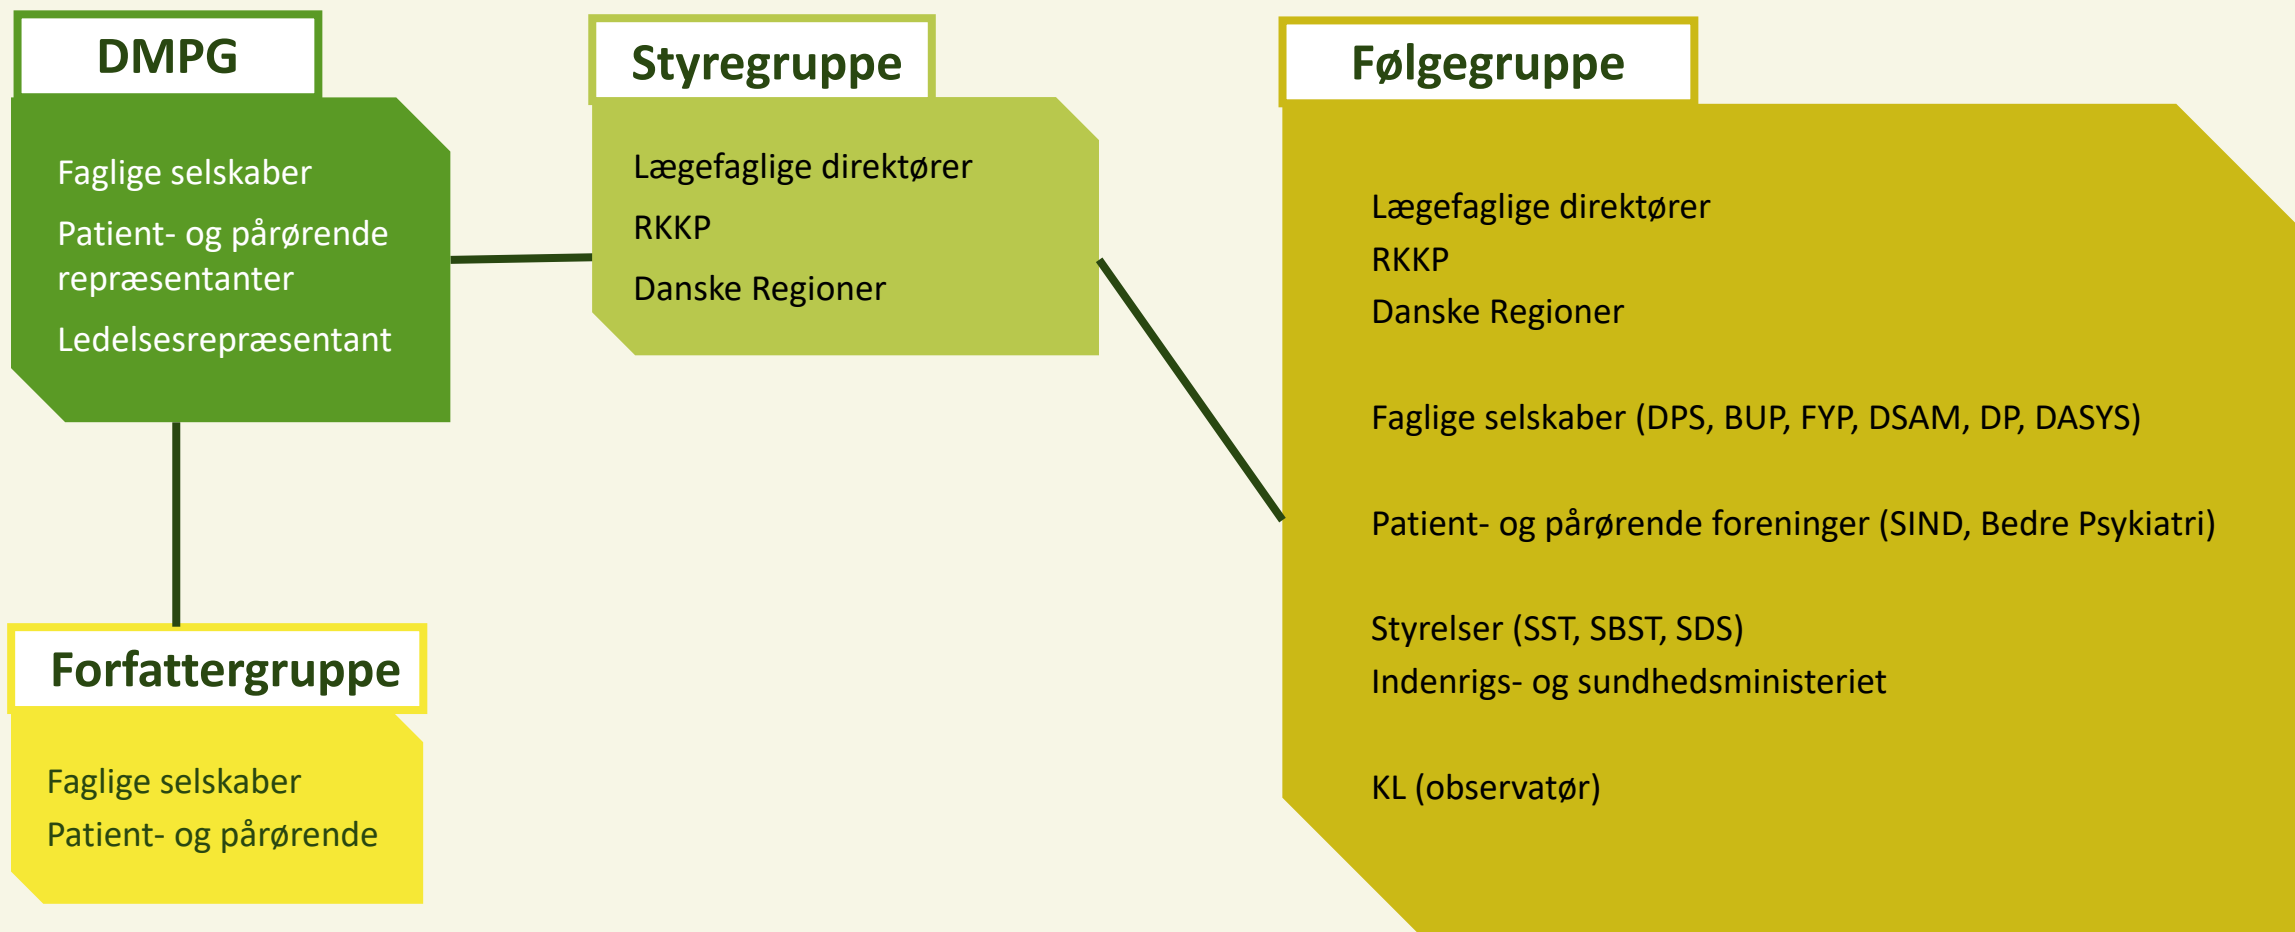 DMPG
Faglige selskaber
Patient- og pårørende
repræsentanter
Ledelsesrepræsentant
Styregruppe
Lægefaglige direktører
RKKP
Danske Regioner
Følgegruppe
Lægefaglige direktører
RKKP
Danske Regioner
Faglige selskaber (DPS, BUP, FYP, DSAM, DP, DASYS)
Patient- og pårørende foreninger (SIND, Bedre Psykiatri)
Styrelser (SST, SBST, SDS)
Indenrigs- og sundhedsministeriet
KL (observatør)
Forfattergruppe
Faglige selskaber
Patient- og pårørende